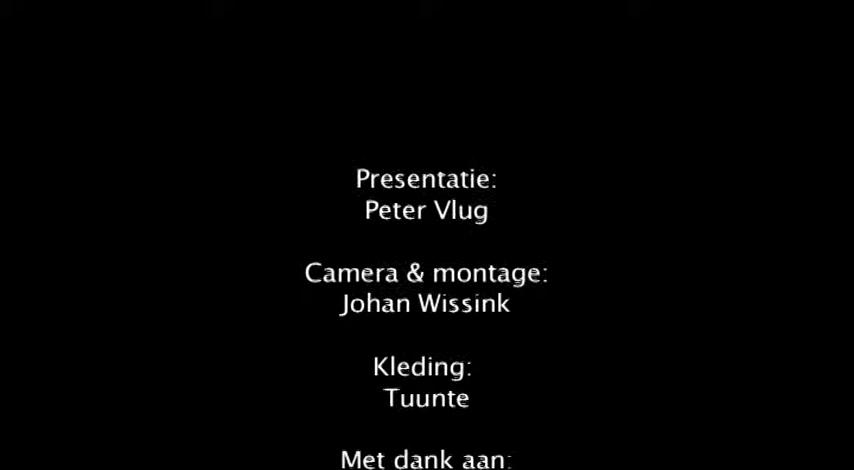 Presentatie:
Peter Vlug
Camera & montage:
Johan Wissink
Kleding:
Tuunte
Met dank aan: